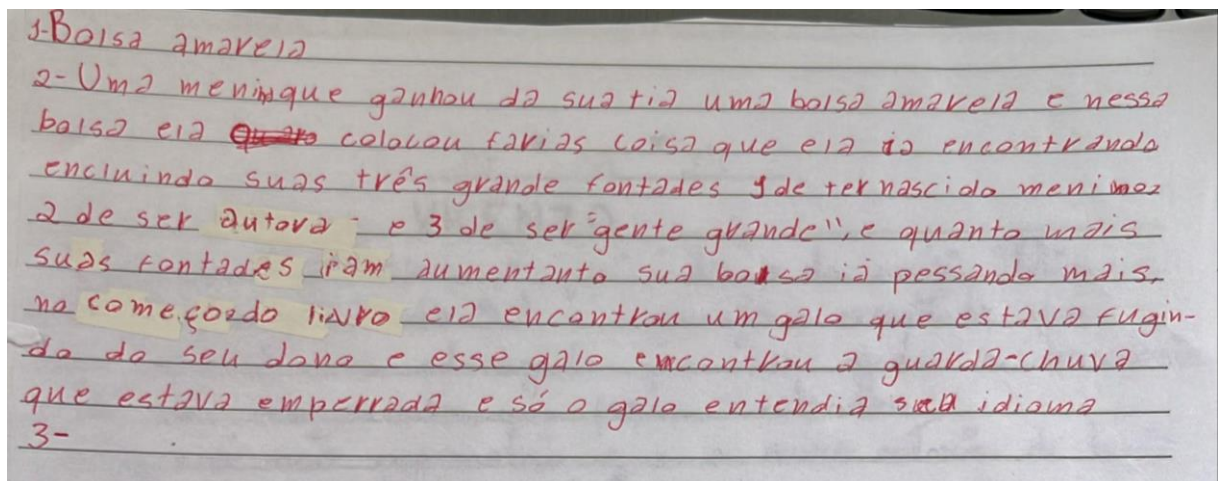 1-Bolsa amarela
2-Uma meninque ganhou da sua tia uma bolsa amarela e nessa
bolsa ela colocou farias coisa que ela ia encontrando
encluindo suas três grande fontades 1 de ter nascido menino
2 de ser autora e 3 de ser "gente grande", e quanto mais
suas fontades iram aumentanto sua bolsa ia pessando mais,
no começo do livro ela encontrou um galo que estava fugin-
do do seu dono e esse galo encontrou a guarda-chuva
que estava emperrada e só o galo entendia idioma
3-